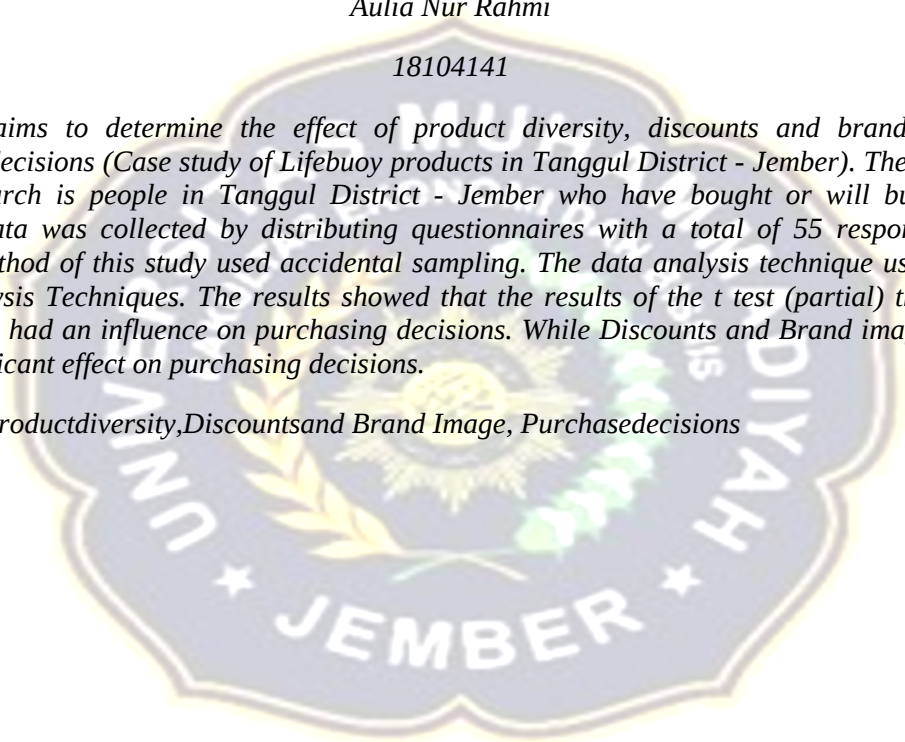 Aulia Nur Rahmi
18104141
aims to determine the effect of product diversity, discounts and brand
decisions (Case study of Lifebuoy products in Tanggul District - Jember). The
rch is people in Tanggul District - Jember who have bought or will bu
ata was collected by distributing questionnaires with a total of 55 respon
thod of this study used accidental sampling. The data analysis technique us
ysis Techniques. The results showed that the results of the t test (partial) t
had an influence on purchasing decisions. While Discounts and Brand ima
icant effect on purchasing decisions.
roductdiversity,Discountsand Brand Image, Purchasedecisions
JEMBER